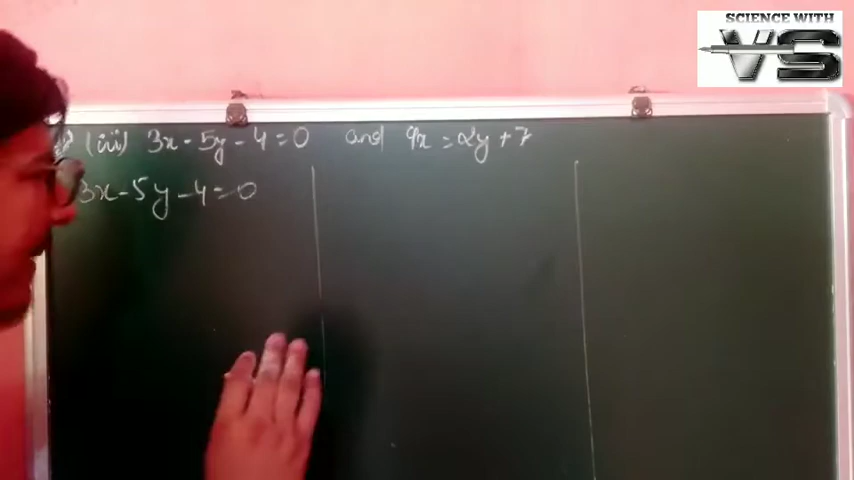 SCIENCE WITH
VS
(iii) 3x - 5y - 4 = 0 and 9x = 2y + 7
3x - 5y - 4 = 0